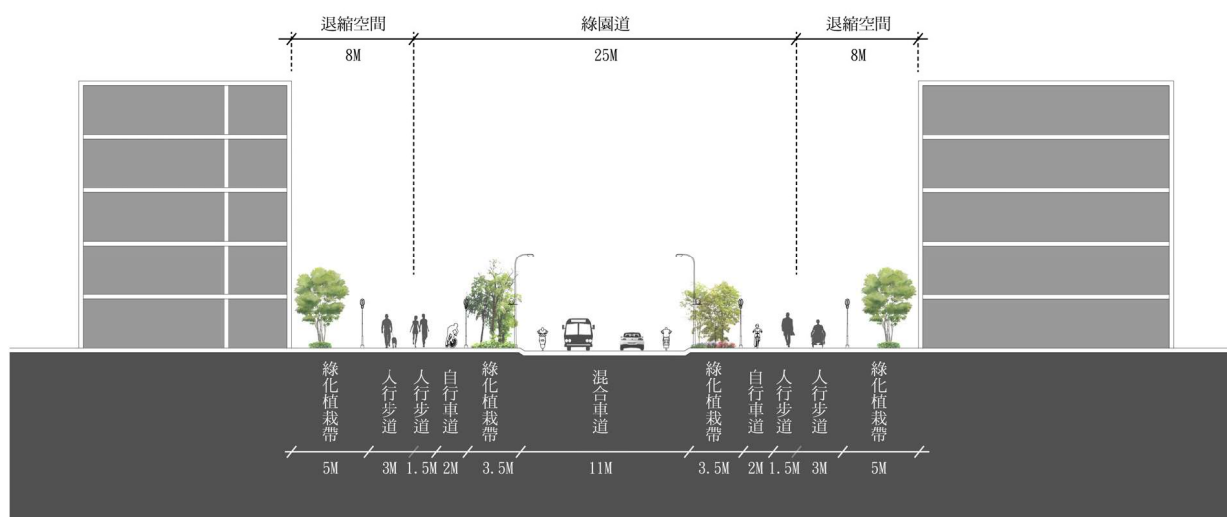 退縮空間
綠園道
退縮空間
8M
25M
8M
綠化植栽帶
人行步道
人行步道
自行車道
綠化植栽帶
混合車道
綠化植栽帶
自行車道
人行步道
人行步道
綠化植栽帶
5M
3M
1.5M
2M
3.5M
11M
3.5M
2M
1.5M
3M
5M